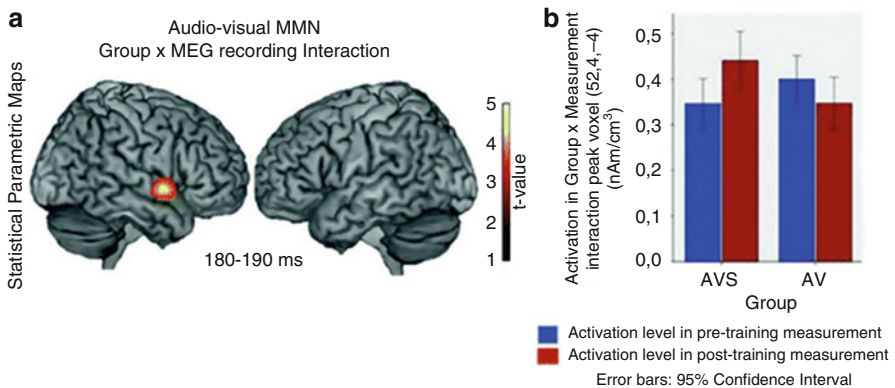 a
Audio-visual MMN
Group x MEG recording Interaction
Statistical Parametric Maps
180-190 ms
5
4
3
2
1
t-value
b
Activation in Group x Measurement
interaction peak voxel (52,4,−4)
(nAm/cm³)
0,5
0,4
0,3
0,2
0,1
0,0
AVS
AV
Group
Activation level in pre-training measurement
Activation level in post-training measurement
Error bars: 95% Confidence Interval